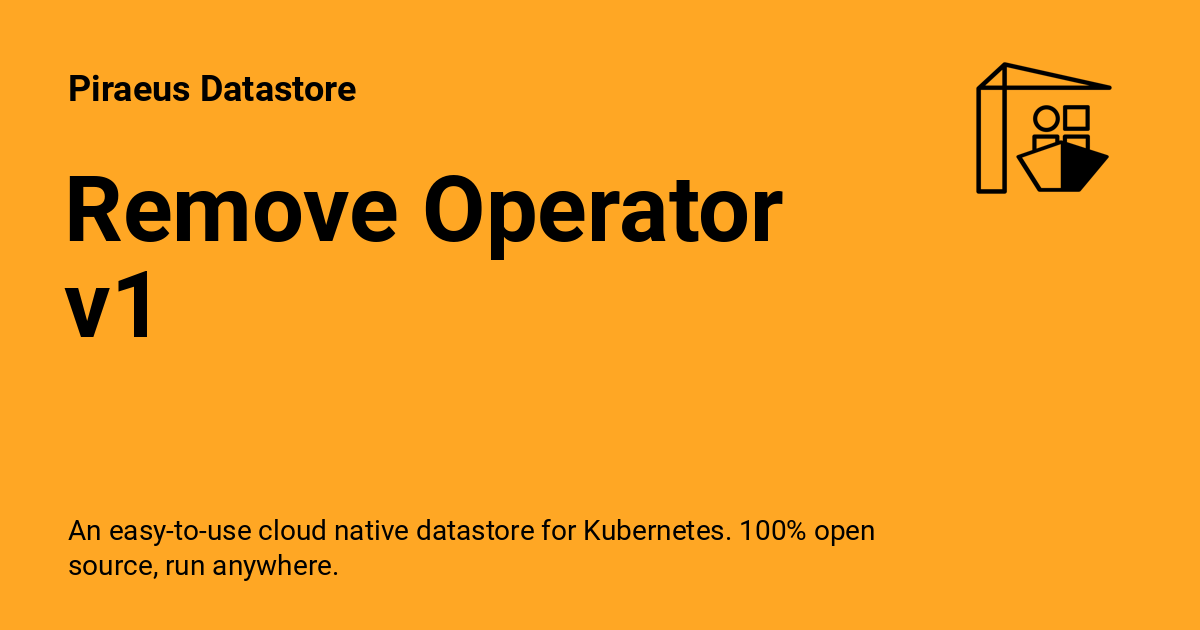 Piraeus Datastore
Remove Operator
v1
An easy-to-use cloud native datastore for Kubernetes. 100% open
source, run anywhere.